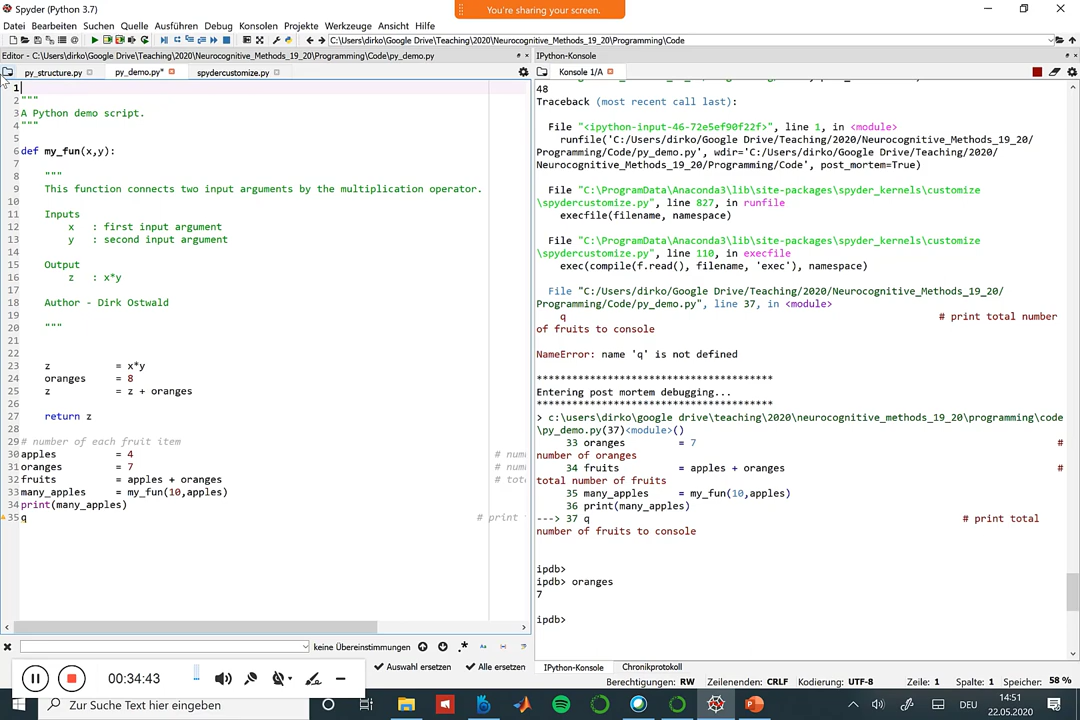 Spyder (Python 3.7)
You're sharing your screen.
Datei Bearbeiten Suchen Quelle Ausführen Debug Konsolen Projekte Werkzeuge Ansicht Hilfe
C:\Users\dirko\Google Drive\Teaching\2020\Neurocognitive_Methods_19_20\Programming\Code
Editor - C:\Users\dirko\Google Drive\Teaching\2020\Neurocognitive_Methods_19_20\Programming\Code\py_demo.py
py_structure.py py_demo.py* spydercustomize.py
1
2 """
3 A Python demo script.
4 """
5
6 def my_fun(x,y):
7
8 """
9 This function connects two input arguments by the multiplication operator.
10
11 Inputs
12 x : first input argument
13 y : second input argument
14
15 Output
16 z : x*y
17
18 Author - Dirk Ostwald
19
20 """
21
22
23 z = x*y
24 oranges = 8
25 z = z + oranges
26
27 return z
28
29 # number of each fruit item
30 apples = 4 # num
31 oranges = 7 # num
32 fruits = apples + oranges # tot
33 many_apples = my_fun(10,apples)
34 print(many_apples)
35 q # print
keine Übereinstimmungen
Auswahl ersetzen Alle ersetzen
00:34:43
IPython-Konsole
Konsole 1/A
48
Traceback (most recent call last):
File "<ipython-input-46-72e5ef90f22f>", line 1, in <module>
runfile('C:/Users/dirko/Google Drive/Teaching/2020/Neurocognitive_Methods_19_20/
Programming/Code/py_demo.py', wdir='C:/Users/dirko/Google Drive/Teaching/2020/
Neurocognitive_Methods_19_20/Programming/Code', post_mortem=True)
File "C:\ProgramData\Anaconda3\lib\site-packages\spyder_kernels\customize
\spydercustomize.py", line 827, in runfile
execfile(filename, namespace)
File "C:\ProgramData\Anaconda3\lib\site-packages\spyder_kernels\customize
\spydercustomize.py", line 110, in execfile
exec(compile(f.read(), filename, 'exec'), namespace)
File "C:/Users/dirko/Google Drive/Teaching/2020/Neurocognitive_Methods_19_20/
Programming/Code/py_demo.py", line 37, in <module>
q # print total number
of fruits to console
NameError: name 'q' is not defined
****************************************
Entering post mortem debugging...
****************************************
> c:\users\dirko\google drive\teaching\2020\neurocognitive_methods_19_20\programming\code
\py_demo.py(37)<module>()
33 oranges = 7 #
number of oranges
34 fruits = apples + oranges #
total number of fruits
35 many_apples = my_fun(10,apples)
36 print(many_apples)
---> 37 q # print total
number of fruits to console
ipdb>
ipdb> oranges
7
ipdb>
IPython-Konsole Chronikprotokoll
Berechtigungen: RW Zeilenenden: CRLF Kodierung: UTF-8 Zeile: 1 Spalte: 1 Speicher: 58 %
Zur Suche Text hier eingeben
DEU
14:51
22.05.2020